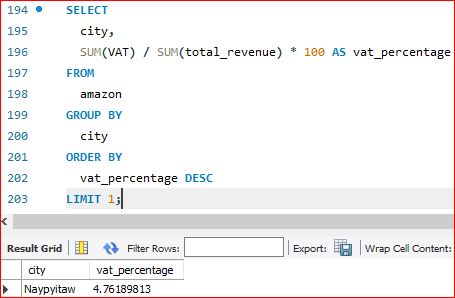 194 SELECT
195 city,
196 SUM(VAT) / SUM(total_revenue) * 100 AS vat_percentage
197 FROM
198 amazon
199 GROUP BY
200 city
201 ORDER BY
202 vat_percentage DESC
203 LIMIT 1;
Result Grid Filter Rows: Export: Wrap Cell Content:
city vat_percentage
Naypyitaw 4.76189813